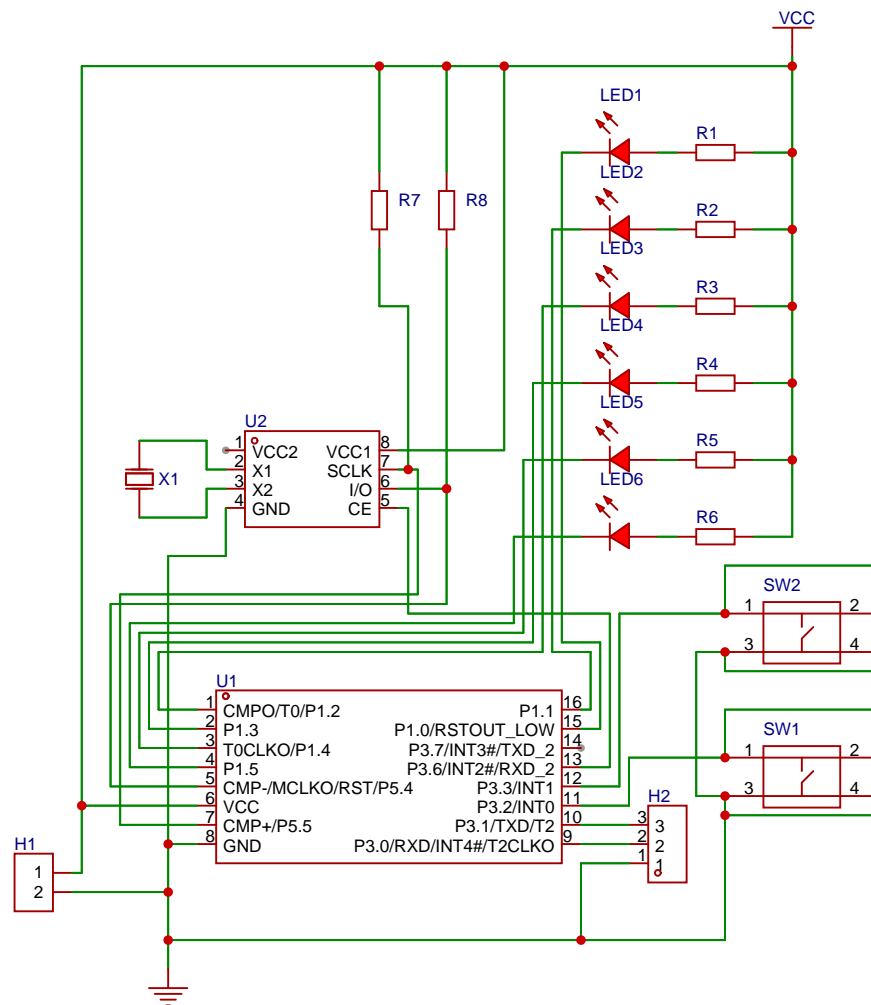 VCC
LED1
R1
LED2
R2
LED3
R3
LED4
R4
LED5
R5
LED6
R6
R7
R8
U2
1
VCC2
VCC1
8
2
X1
SCLK
7
3
X2
I/O
6
4
GND
CE
5
X1
SW2
1
2
3
4
SW1
1
2
3
4
U1
1
CMPO/T0/P1.2
P1.1
16
2
P1.3
P1.0/RSTOUT_LOW
15
3
T0CLKO/P1.4
P3.7/INT3#/TXD_2
14
4
P1.5
P3.6/INT2#/RXD_2
13
5
CMP-/MCLKO/RST/P5.4
P3.3/INT1
12
6
VCC
P3.2/INT0
11
7
CMP+/P5.5
P3.1/TXD/T2
10
8
GND
P3.0/RXD/INT4#/T2CLKO
9
H2
3
3
2
2
1
1
H1
1
2